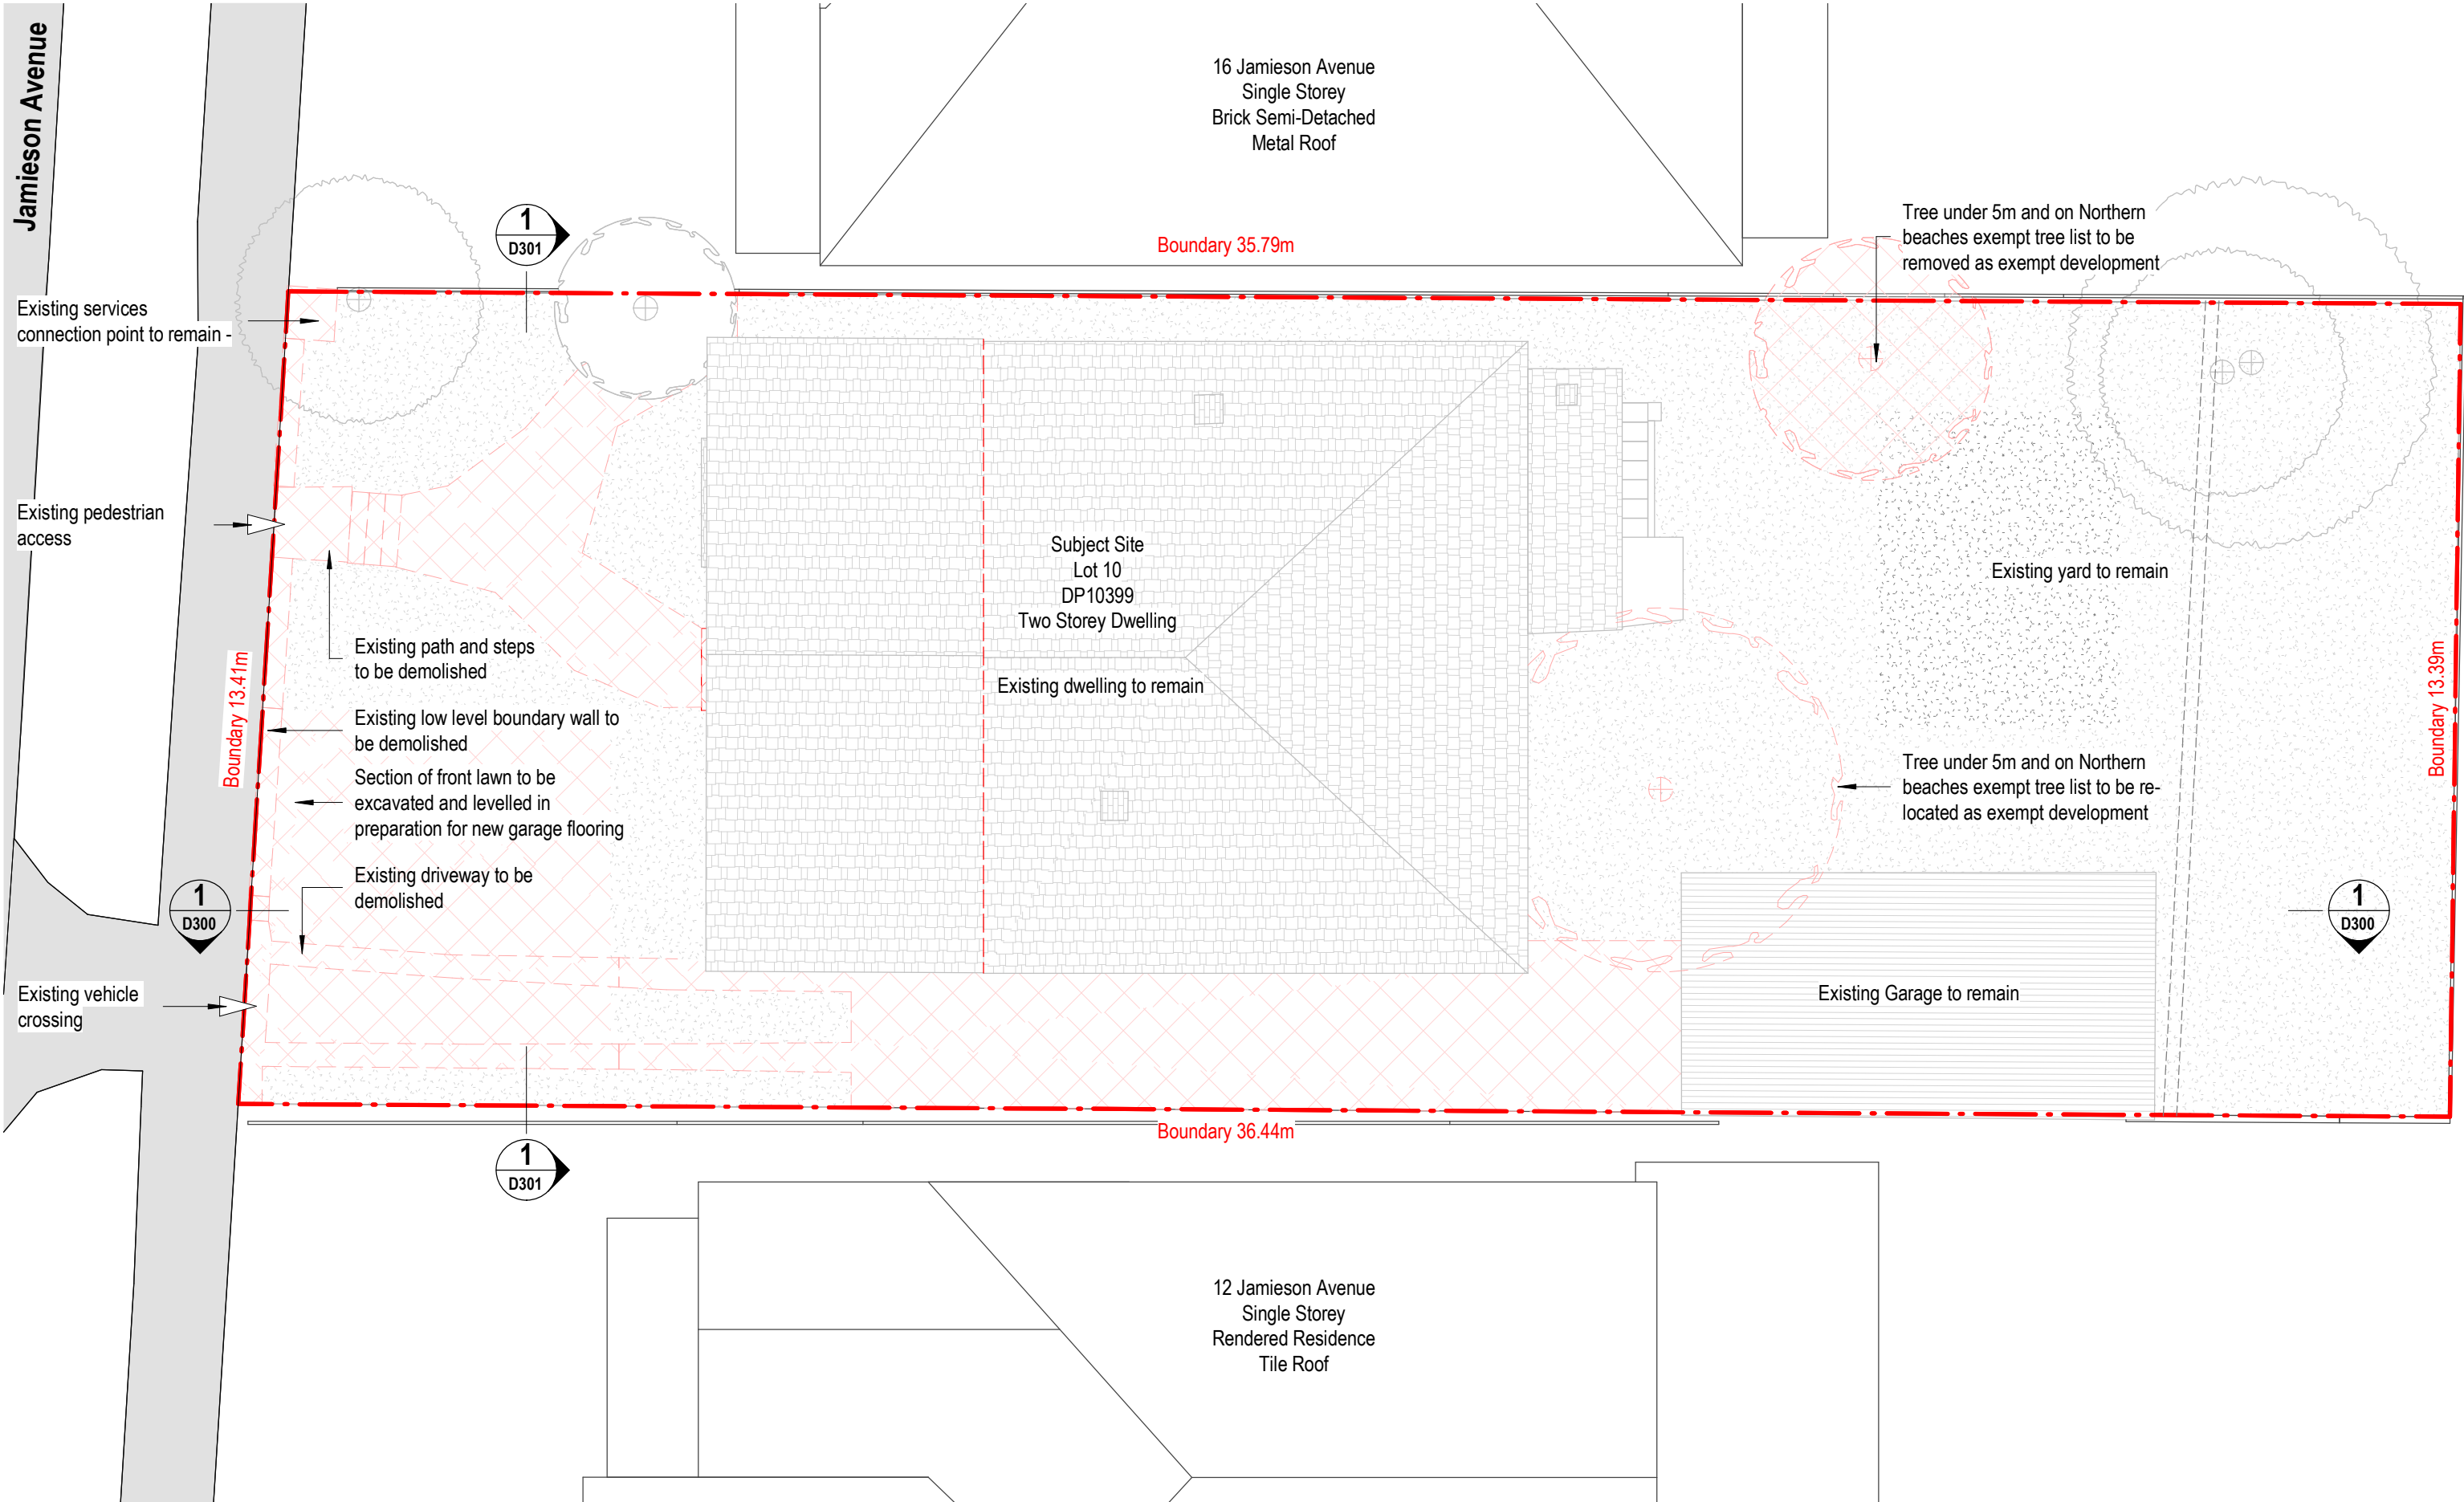 Jamieson Avenue
16 Jamieson Avenue
Single Storey
Brick Semi-Detached
Metal Roof
1
D301
Boundary 35.79m
Tree under 5m and on Northern
beaches exempt tree list to be
removed as exempt development
Existing services
connection point to remain -
Existing pedestrian
access
Subject Site
Lot 10
DP10399
Two Storey Dwelling
Existing yard to remain
Existing path and steps
to be demolished
Existing dwelling to remain
Boundary 13.41m
Boundary 13.39m
Existing low level boundary wall to
be demolished
Section of front lawn to be
excavated and levelled in
preparation for new garage flooring
Tree under 5m and on Northern
beaches exempt tree list to be re-
located as exempt development
Existing driveway to be
demolished
1
D300
1
D300
Existing vehicle
crossing
Existing Garage to remain
Boundary 36.44m
1
D301
12 Jamieson Avenue
Single Storey
Rendered Residence
Tile Roof